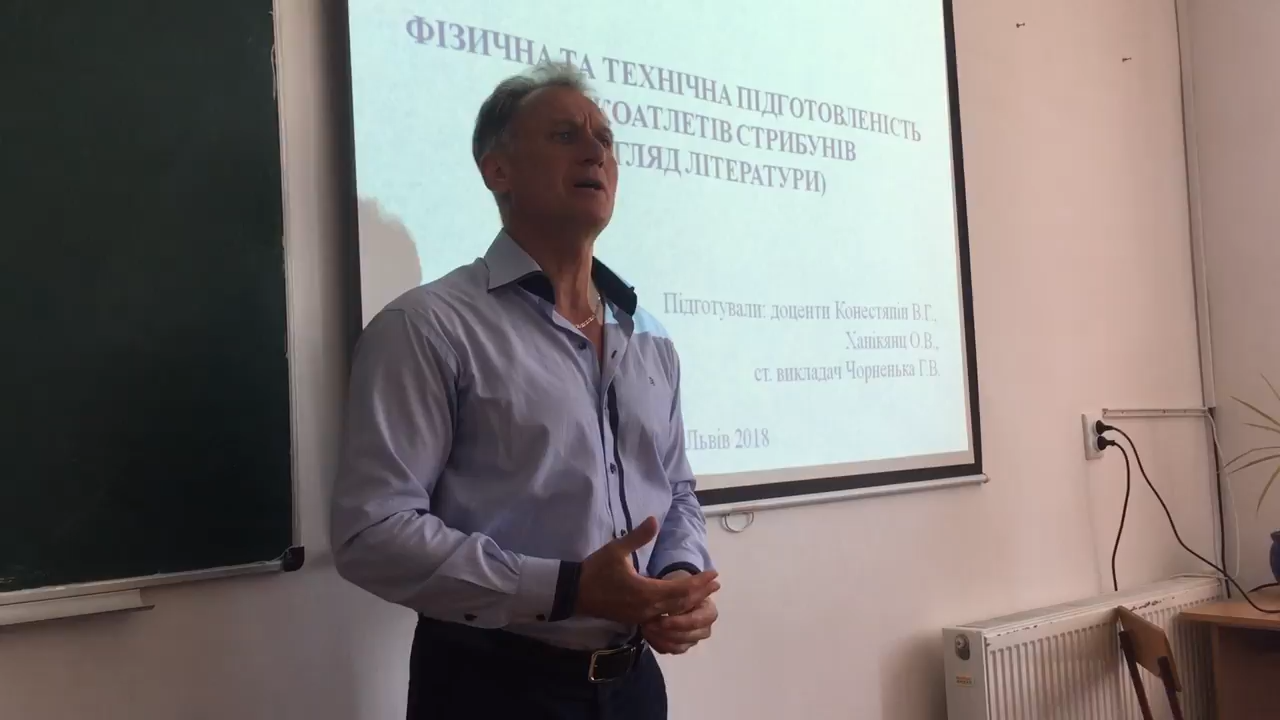 ФІЗИЧНА ТА ТЕХНІЧНА ПІДГОТОВЛЕНІСТЬ
КОАТЛЕТІВ СТРИБУНІВ
ГЛЯД ЛІТЕРАТУРИ)
Підготували: доценти Конестяпін В.Г.,
Ханікянц О.В.,
ст. викладач Чорненька Г.В.
Львів 2018